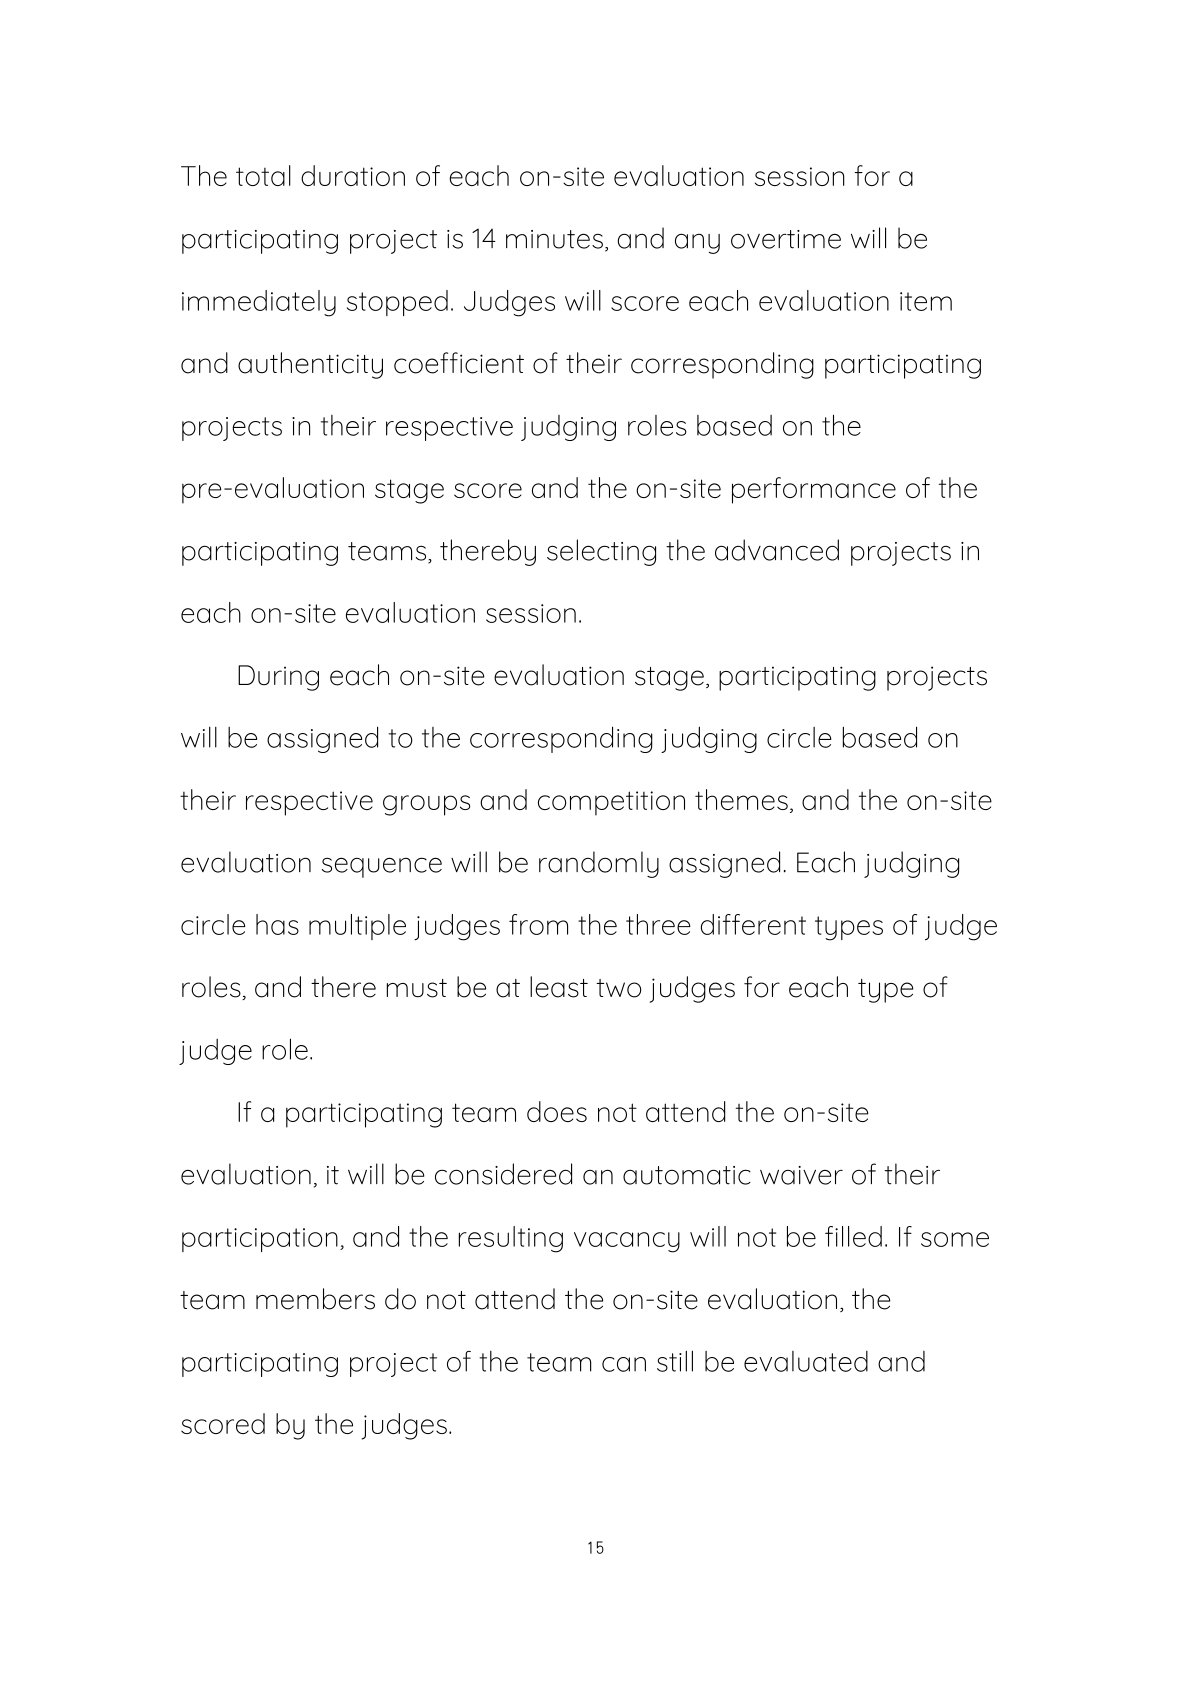 The total duration of each on-site evaluation session for a
participating project is 14 minutes, and any overtime will be
immediately stopped. Judges will score each evaluation item
and authenticity coefficient of their corresponding participating
projects in their respective judging roles based on the
pre-evaluation stage score and the on-site performance of the
participating teams, thereby selecting the advanced projects in
each on-site evaluation session.
During each on-site evaluation stage, participating projects
will be assigned to the corresponding judging circle based on
their respective groups and competition themes, and the on-site
evaluation sequence will be randomly assigned. Each judging
circle has multiple judges from the three different types of judge
roles, and there must be at least two judges for each type of
judge role.
If a participating team does not attend the on-site
evaluation, it will be considered an automatic waiver of their
participation, and the resulting vacancy will not be filled. If some
team members do not attend the on-site evaluation, the
participating project of the team can still be evaluated and
scored by the judges.
15